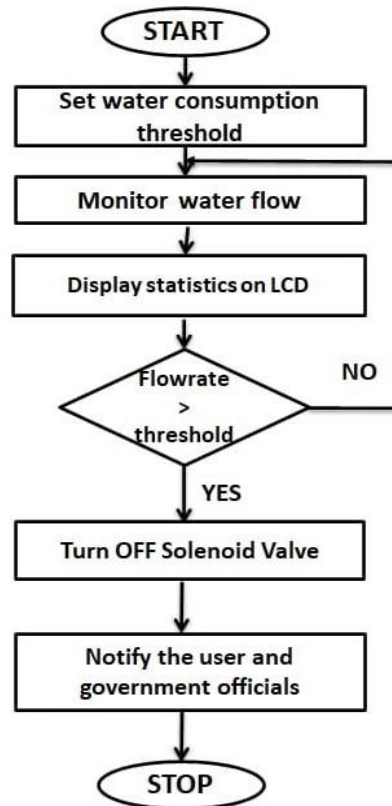 START
Set water consumption
threshold
Monitor water flow
Display statistics on LCD
Flowrate
>
threshold
NO
YES
Turn OFF Solenoid Valve
Notify the user and
government officials
STOP